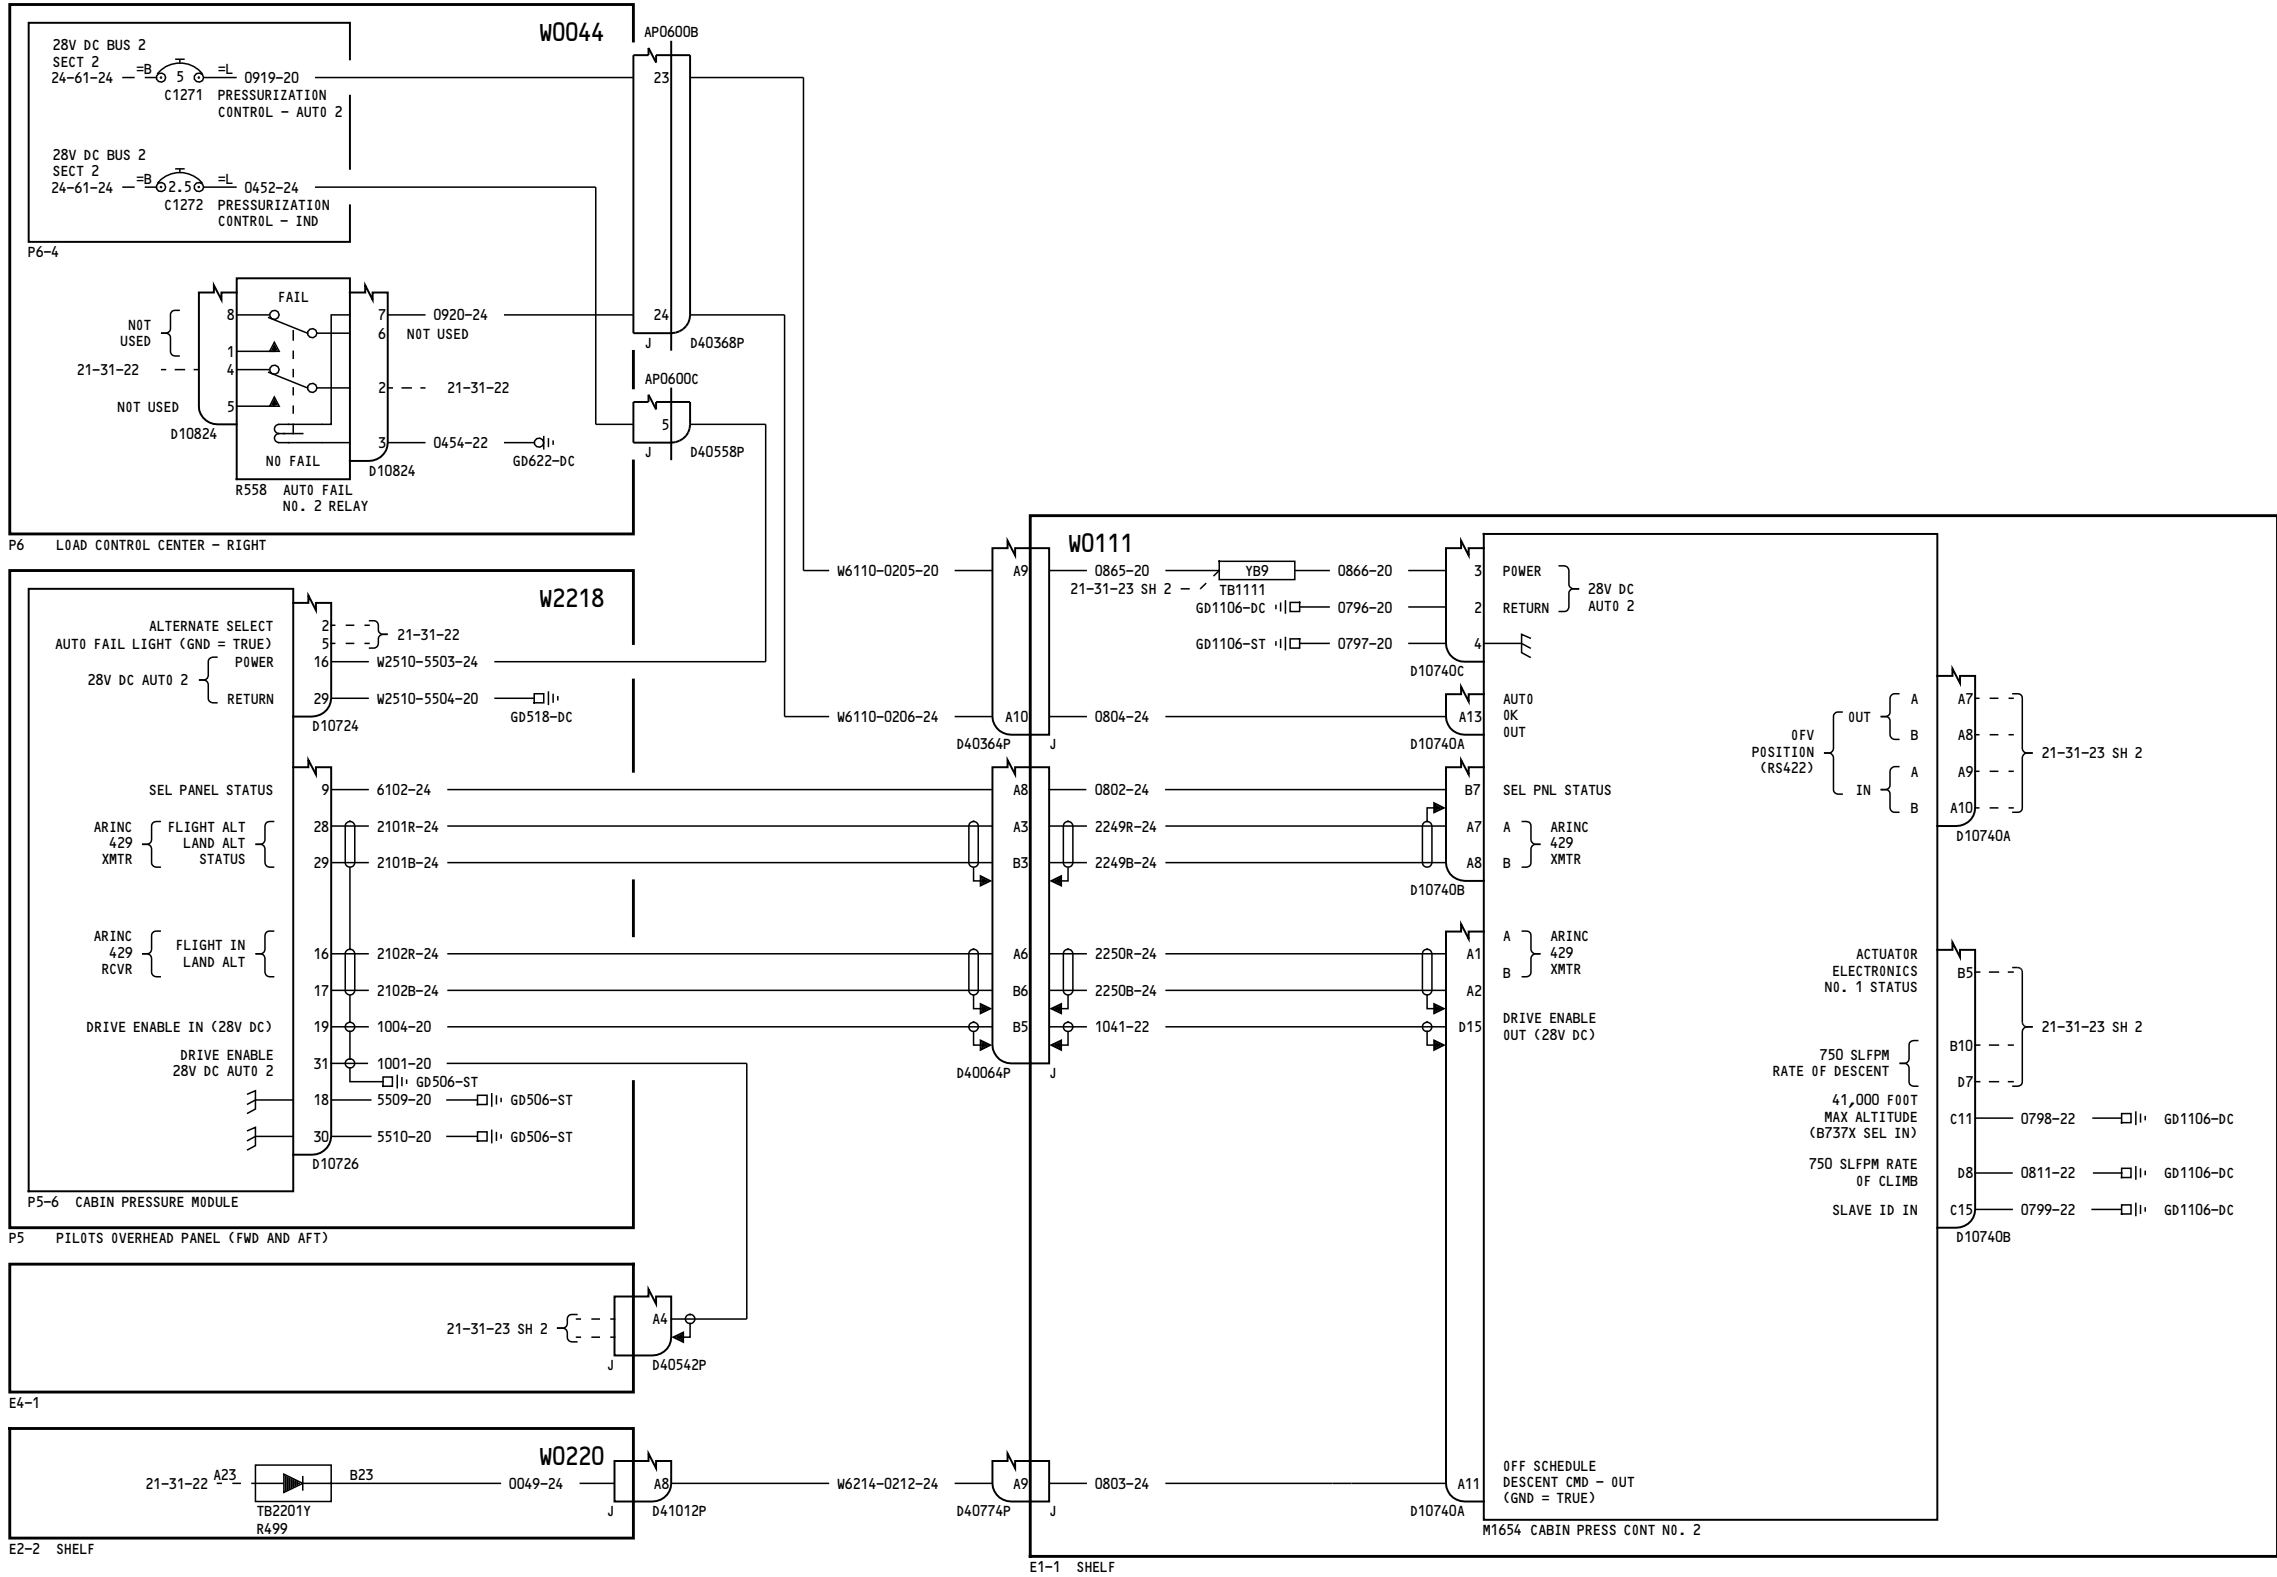 W0044
AP0600B
28V DC BUS 2
SECT 2
24-61-24
=B
5
=L
0919-20
C1271
PRESSURIZATION
CONTROL - AUTO 2
23
28V DC BUS 2
SECT 2
24-61-24
=B
2.5
=L
0452-24
C1272
PRESSURIZATION
CONTROL - IND
P6-4
FAIL
NOT
USED
8
1
21-31-22
4
NOT USED
5
D10824
NO FAIL
7
0920-24
6
NOT USED
2
21-31-22
3
0454-22
GD622-DC
D10824
R558
AUTO FAIL
NO. 2 RELAY
24
J
D40368P
AP0600C
5
J
D40558P
P6
LOAD CONTROL CENTER - RIGHT
W2218
ALTERNATE SELECT
2
AUTO FAIL LIGHT (GND = TRUE)
5
21-31-22
POWER
16
W2510-5503-24
28V DC AUTO 2
RETURN
29
W2510-5504-20
GD518-DC
D10724
SEL PANEL STATUS
9
6102-24
ARINC
429
XMTR
FLIGHT ALT
LAND ALT
STATUS
28
2101R-24
29
2101B-24
ARINC
429
RCVR
FLIGHT IN
LAND ALT
16
2102R-24
17
2102B-24
DRIVE ENABLE IN (28V DC)
19
1004-20
DRIVE ENABLE
28V DC AUTO 2
31
1001-20
GD506-ST
18
5509-20
GD506-ST
30
5510-20
GD506-ST
D10726
P5-6
CABIN PRESSURE MODULE
P5
PILOTS OVERHEAD PANEL (FWD AND AFT)
21-31-23 SH 2
A4
J
D40542P
E4-1
W0220
21-31-22
A23
B23
TB2201Y
R499
0049-24
A8
J
D41012P
E2-2
SHELF
W6214-0212-24
W6110-0205-20
W6110-0206-24
A9
A10
D40364P
J
A8
A3
B3
A6
B6
B5
D40064P
J
A9
D40774P
J
W0111
0865-20
21-31-23 SH 2
YB9
TB1111
0866-20
3
GD1106-DC
0796-20
2
GD1106-ST
0797-20
4
D10740C
POWER
RETURN
28V DC
AUTO 2
0804-24
A13
D10740A
AUTO
OK
OUT
0802-24
B7
SEL PNL STATUS
2249R-24
A7
A
2249B-24
A8
B
ARINC
429
XMTR
D10740B
2250R-24
A1
A
2250B-24
A2
B
ARINC
429
XMTR
1041-22
D15
DRIVE ENABLE
OUT (28V DC)
0803-24
A11
D10740A
OFF SCHEDULE
DESCENT CMD - OUT
(GND = TRUE)
M1654 CABIN PRESS CONT NO. 2
OFV
POSITION
(RS422)
OUT
A
B
IN
A
B
A7
A8
A9
A10
21-31-23 SH 2
D10740A
ACTUATOR
ELECTRONICS
NO. 1 STATUS
B5
750 SLFPM
RATE OF DESCENT
B10
D7
21-31-23 SH 2
41,000 FOOT
MAX ALTITUDE
(B737X SEL IN)
C11
0798-22
GD1106-DC
750 SLFPM RATE
OF CLIMB
D8
0811-22
GD1106-DC
SLAVE ID IN
C15
0799-22
GD1106-DC
D10740B
E1-1
SHELF